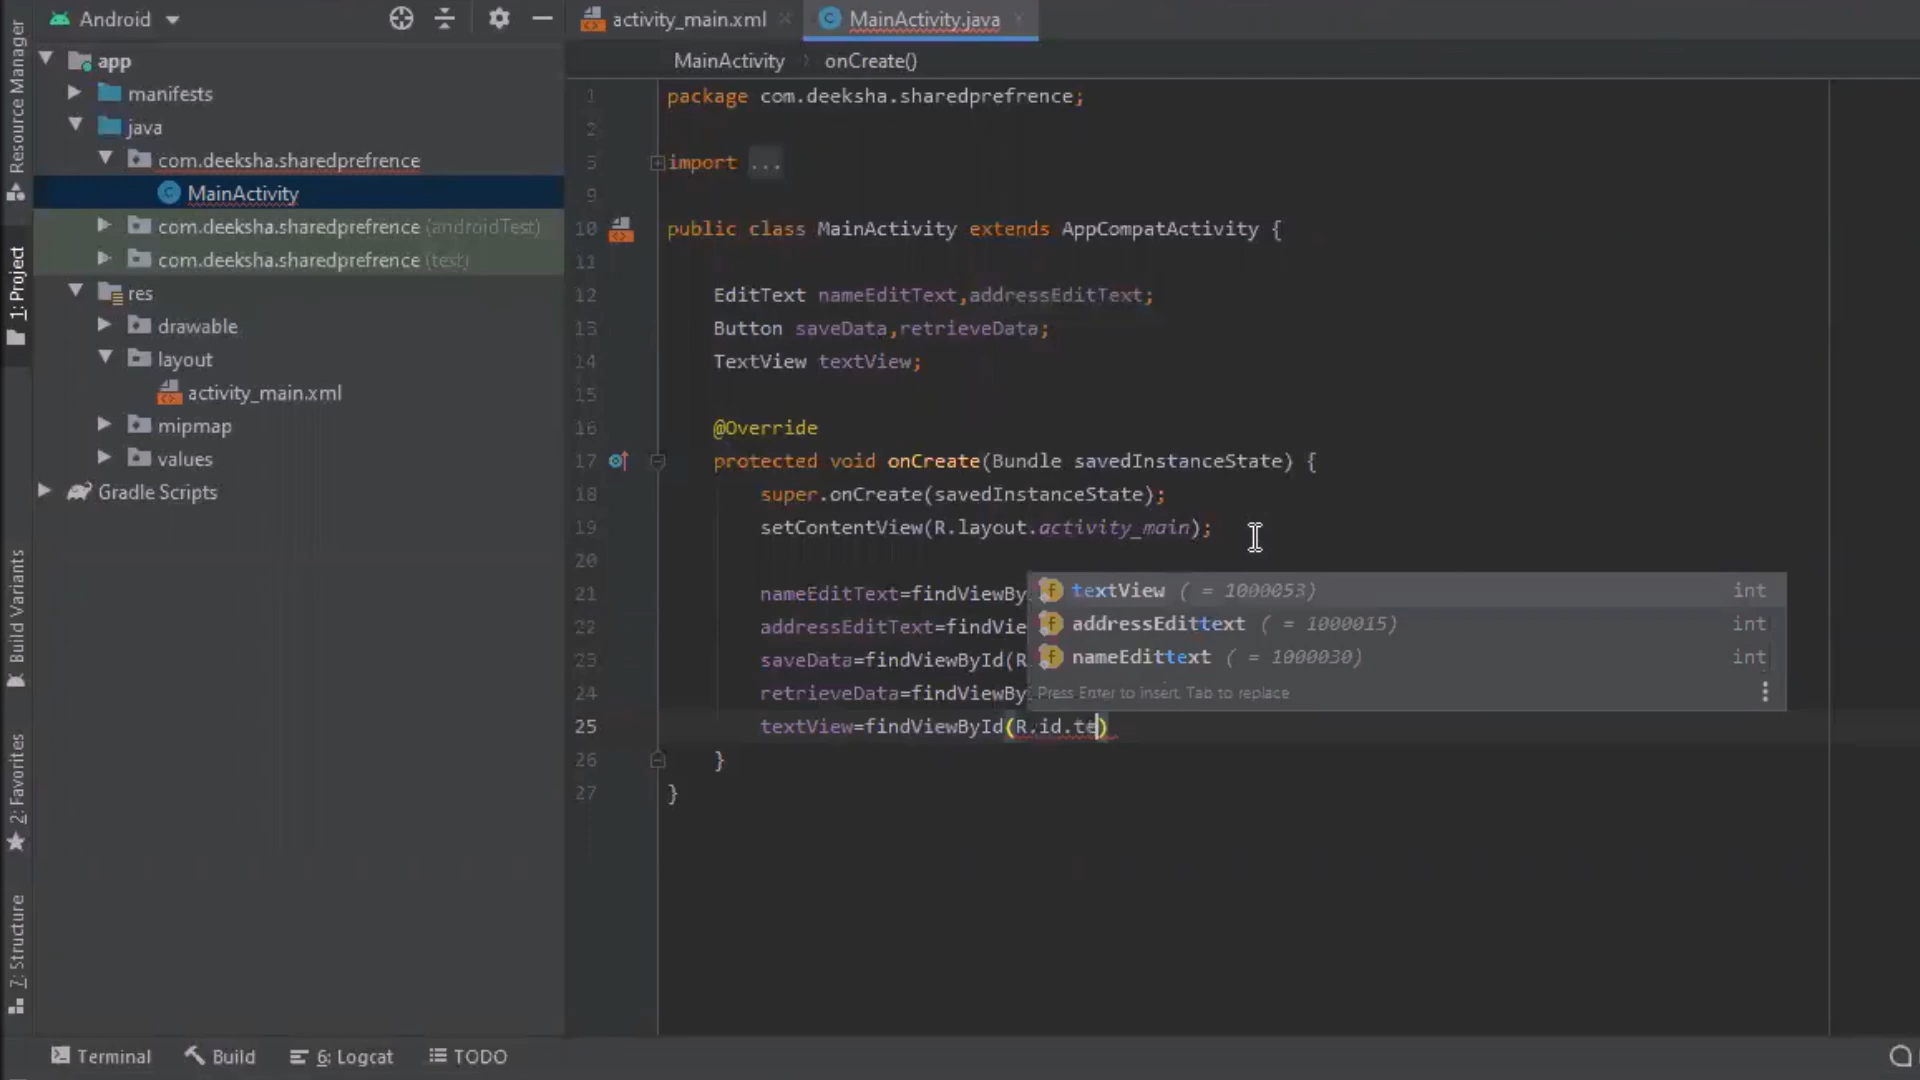 Android
activity_main.xml
MainActivity.java
MainActivity
onCreate()
Resource Manager
1: Project
Build Variants
2: Favorites
7: Structure
app
manifests
java
com.deeksha.sharedprefrence
MainActivity
com.deeksha.sharedprefrence (androidTest)
com.deeksha.sharedprefrence (test)
res
drawable
layout
activity_main.xml
mipmap
values
Gradle Scripts
1 package com.deeksha.sharedprefrence;
2
3 import ...
9
10 public class MainActivity extends AppCompatActivity {
11
12 EditText nameEditText,addressEditText;
13 Button saveData,retrieveData;
14 TextView textView;
15
16 @Override
17 protected void onCreate(Bundle savedInstanceState) {
18 super.onCreate(savedInstanceState);
19 setContentView(R.layout.activity_main);
20
21 nameEditText=findViewBy
22 addressEditText=findVie
23 saveData=findViewById(R
24 retrieveData=findViewBy
25 textView=findViewById(R.id.te)
26 }
27 }
textView ( = 1000053) int
addressEdittext ( = 1000015) int
nameEdittext ( = 1000030) int
Press Enter to insert, Tab to replace
Terminal
Build
6: Logcat
TODO